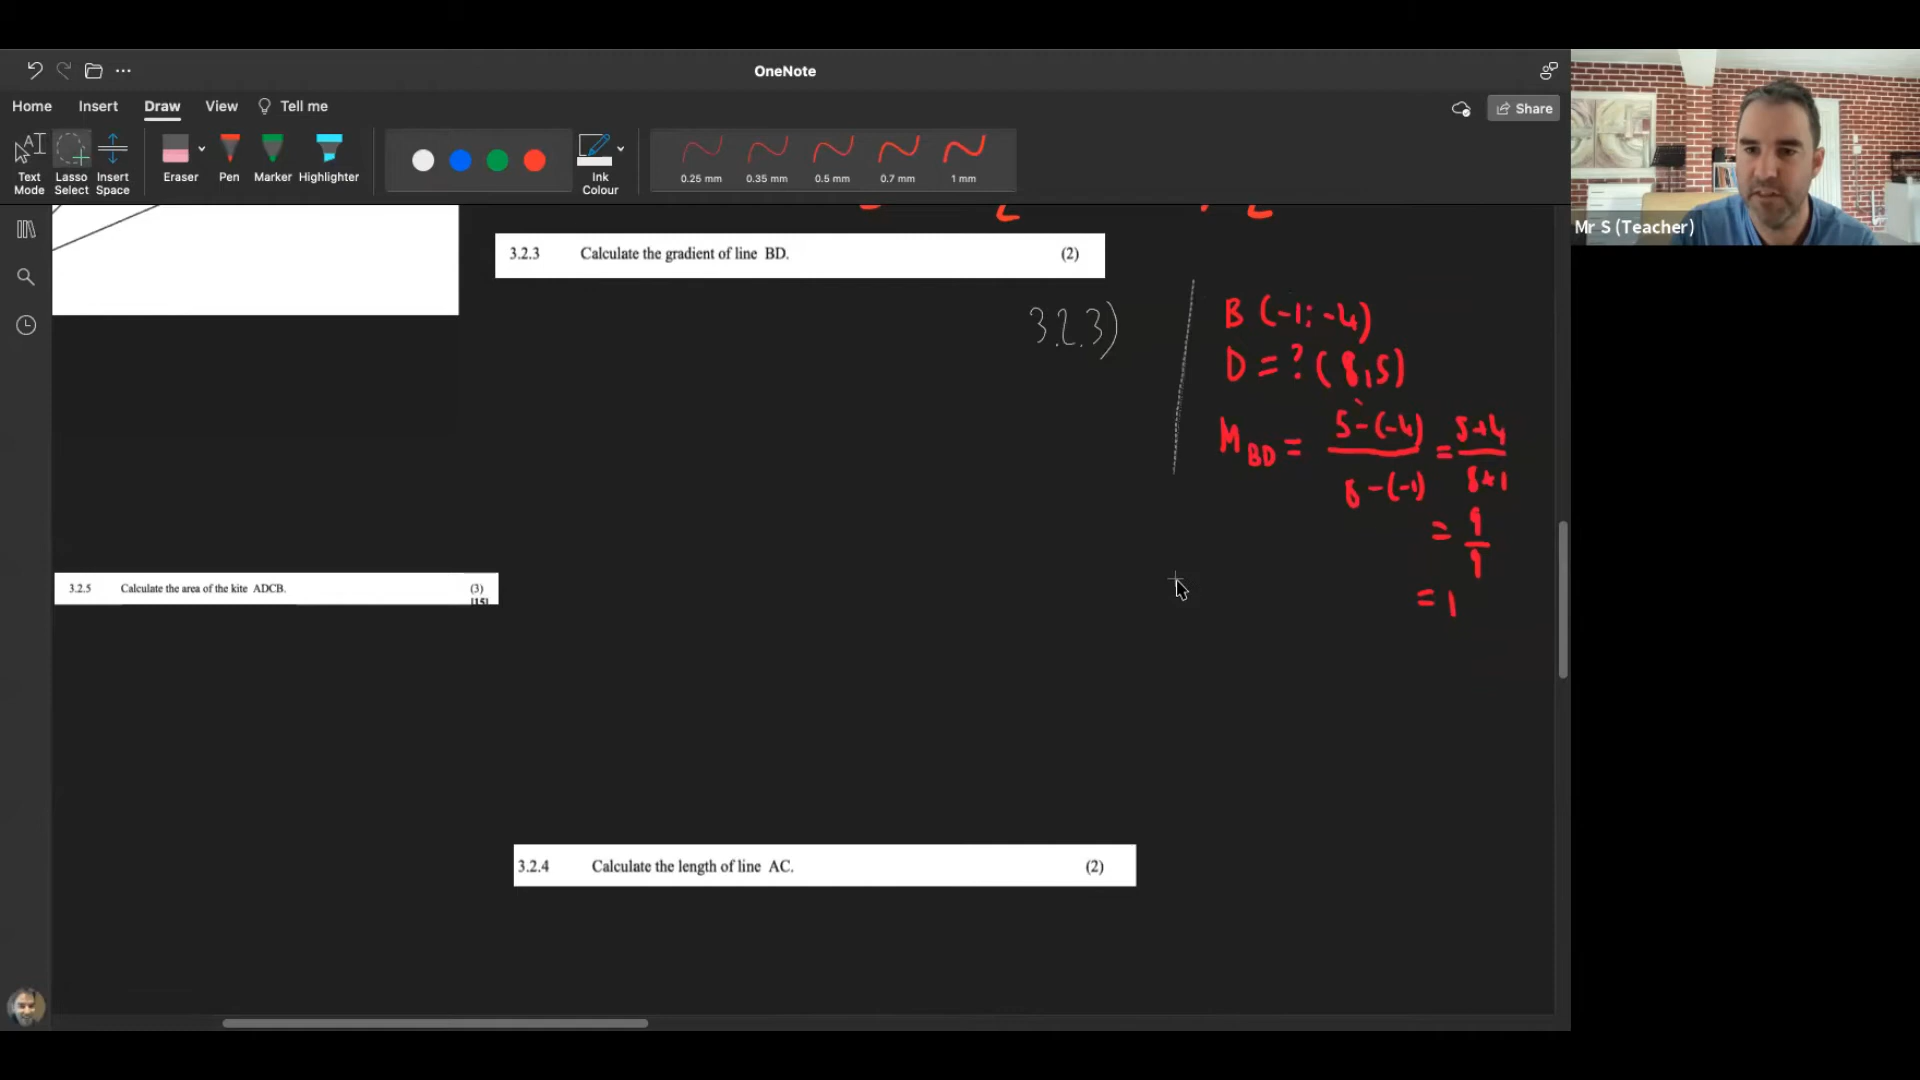 OneNote
Home Insert Draw View Tell me
Share
Text Mode
Lasso Select
Insert Space
Eraser
Pen
Marker
Highlighter
Ink Colour
0.25 mm
0.35 mm
0.5 mm
0.7 mm
1 mm
Mr S (Teacher)
3.2.3 Calculate the gradient of line BD. (2)
3.2.3)
B (-1; -4)
D = ? (8,5)
M BD = 5-(-4) / 8-(-1) = 5+4 / 8+1
= 9/9
= 1
3.2.5 Calculate the area of the kite ADCB. (3)
[15]
3.2.4 Calculate the length of line AC. (2)